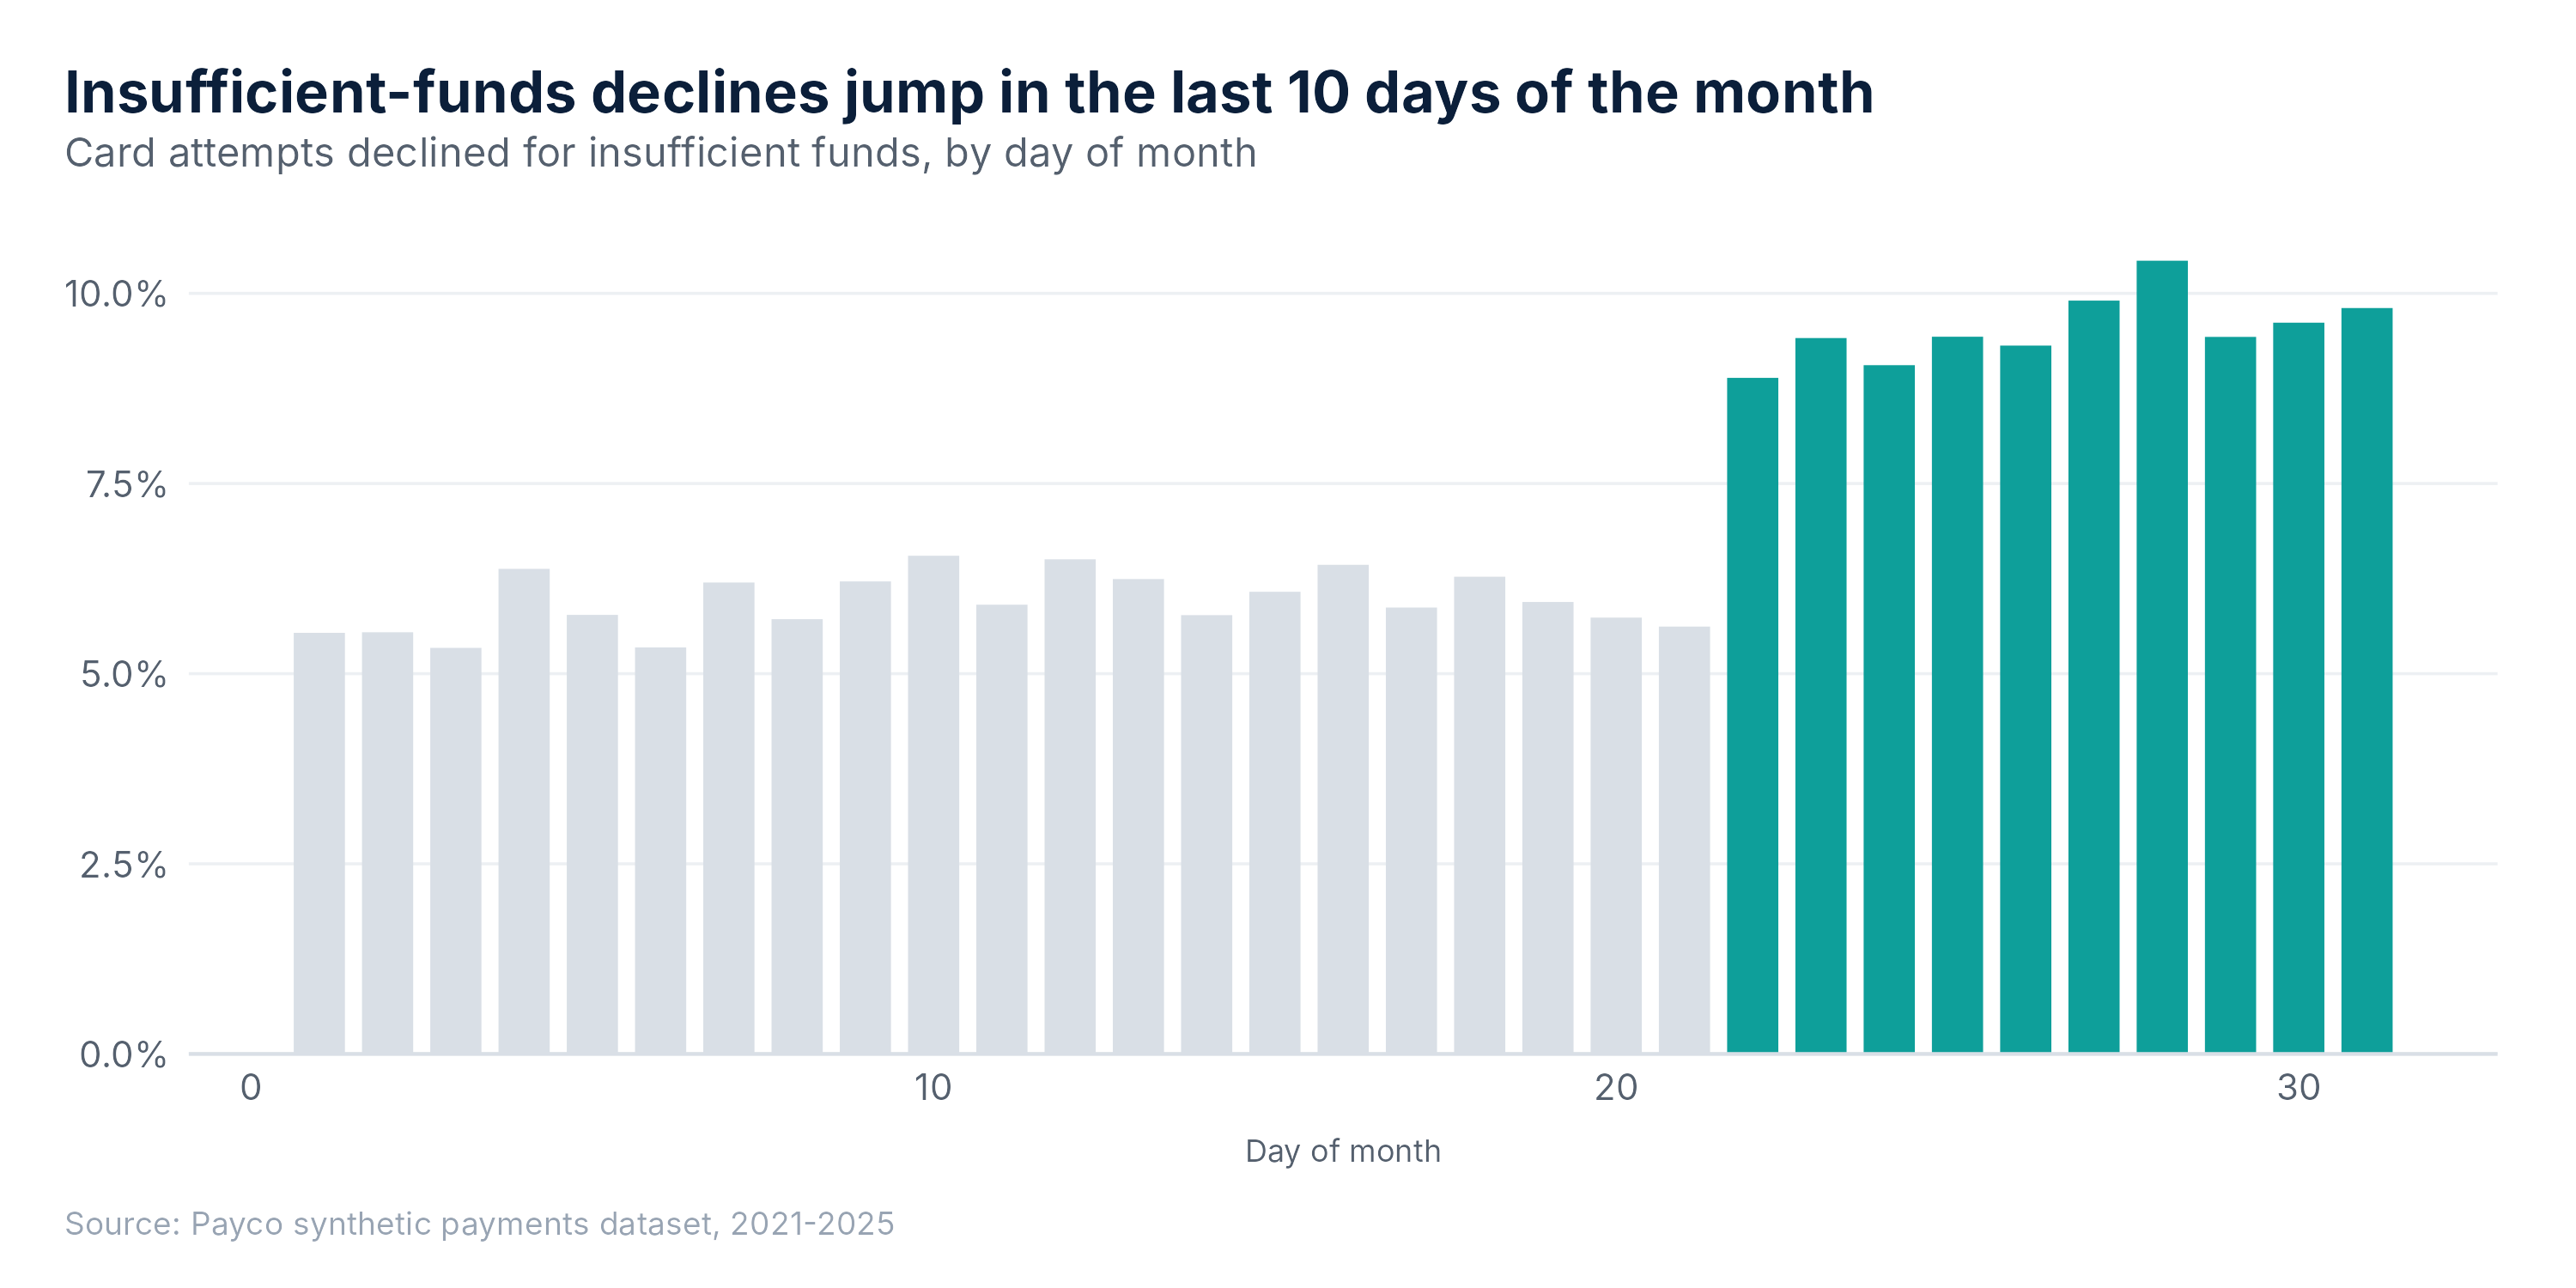 Insufficient-funds declines jump in the last 10 days of the month
Card attempts declined for insufficient funds, by day of month
10.0%
7.5%
5.0%
2.5%
0.0%
0 10 20 30
Day of month
Source: Payco synthetic payments dataset, 2021-2025